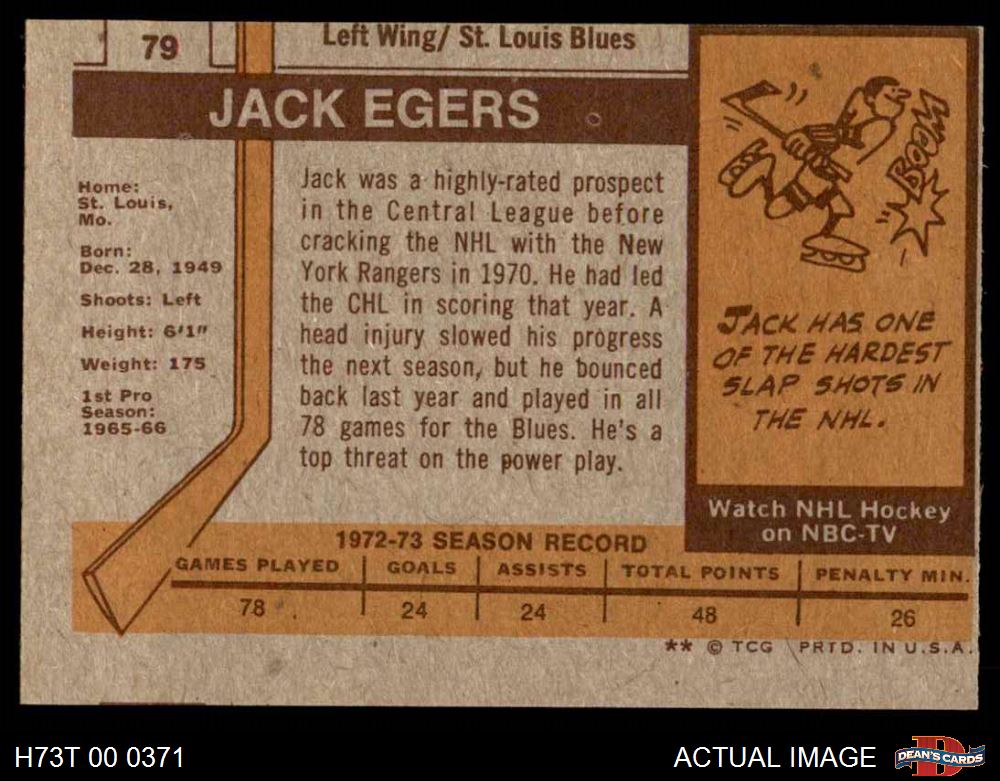 79
Left Wing/ St. Louis Blues
JACK EGERS
Home:
St. Louis,
Mo.
Born:
Dec. 28, 1949
Shoots: Left
Height: 6'1"
Weight: 175
1st Pro
Season:
1965-66
Jack was a highly-rated prospect
in the Central League before
cracking the NHL with the New
York Rangers in 1970. He had led
the CHL in scoring that year. A
head injury slowed his progress
the next season, but he bounced
back last year and played in all
78 games for the Blues. He's a
top threat on the power play.
BOOM
JACK HAS ONE
OF THE HARDEST
SLAP SHOTS IN
THE NHL.
Watch NHL Hockey
on NBC-TV
1972-73 SEASON RECORD
GAMES PLAYED GOALS ASSISTS TOTAL POINTS PENALTY MIN.
78 24 24 48 26
** © TCG PRTD. IN U.S.A.
H73T 00 0371
ACTUAL IMAGE
D
DEAN'S CARDS